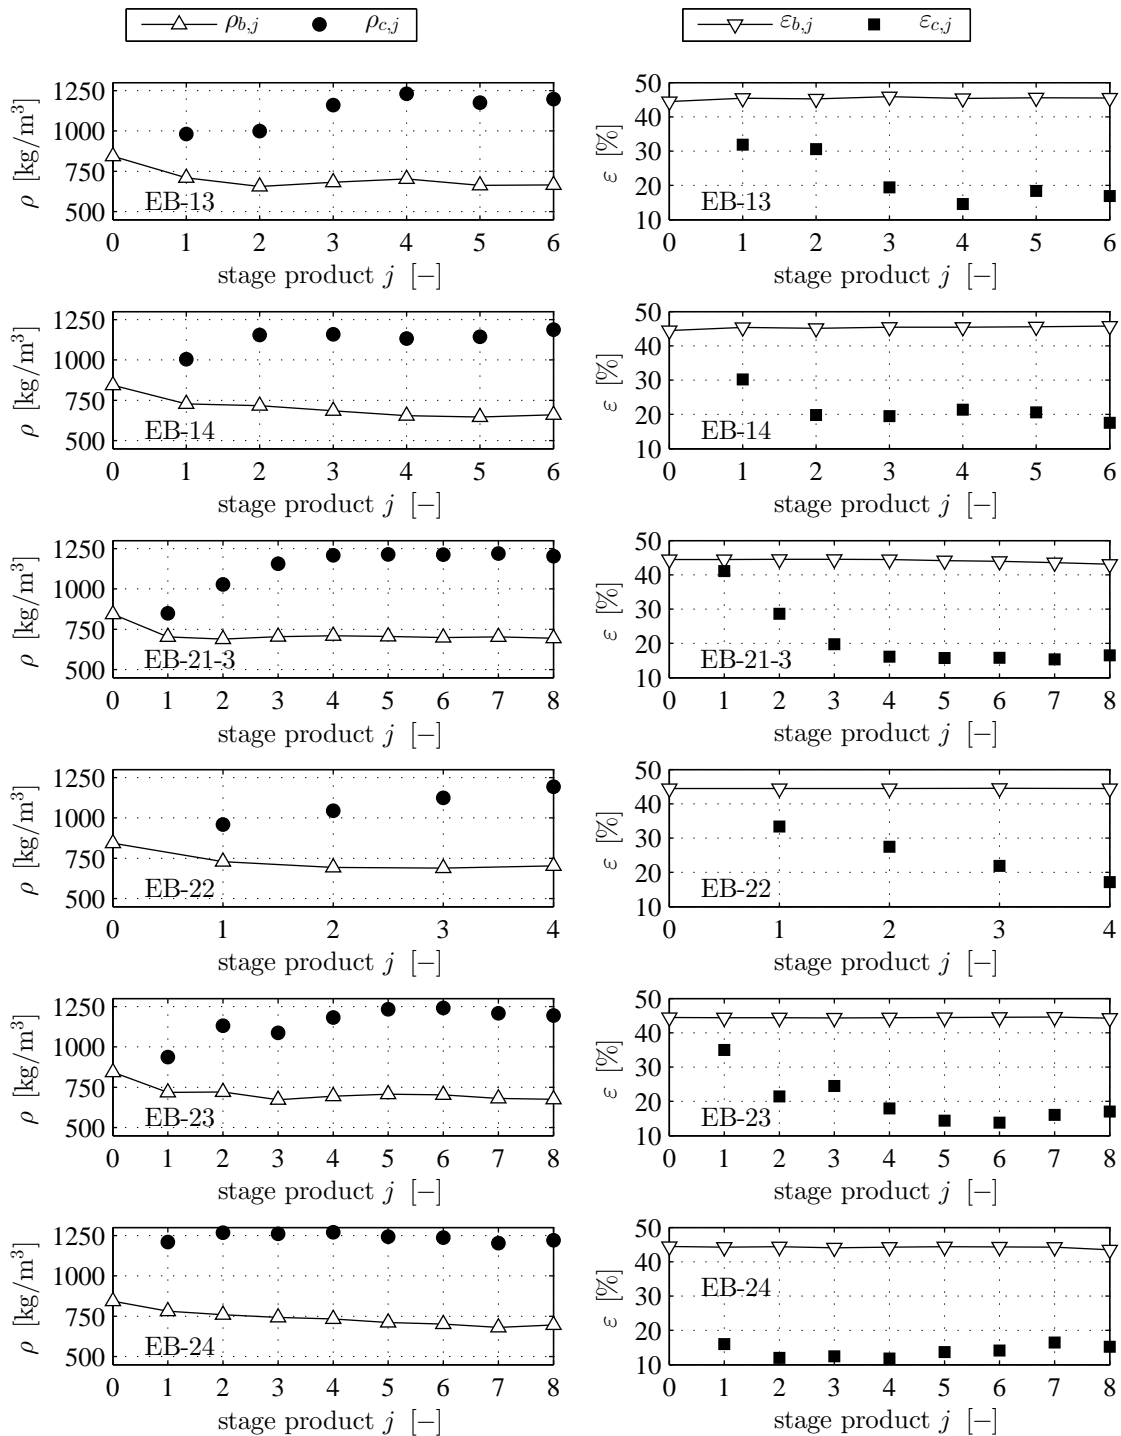 ρb,j ρc,j
εb,j εc,j
1250
1000
750
500
ρ [kg/m³]
EB-13
0 1 2 3 4 5 6
stage product j [−]
50
40
30
20
10
ε [%]
EB-13
0 1 2 3 4 5 6
stage product j [−]
1250
1000
750
500
ρ [kg/m³]
EB-14
0 1 2 3 4 5 6
stage product j [−]
50
40
30
20
10
ε [%]
EB-14
0 1 2 3 4 5 6
stage product j [−]
1250
1000
750
500
ρ [kg/m³]
EB-21-3
0 1 2 3 4 5 6 7 8
stage product j [−]
50
40
30
20
10
ε [%]
EB-21-3
0 1 2 3 4 5 6 7 8
stage product j [−]
1250
1000
750
500
ρ [kg/m³]
EB-22
0 1 2 3 4
stage product j [−]
50
40
30
20
10
ε [%]
EB-22
0 1 2 3 4
stage product j [−]
1250
1000
750
500
ρ [kg/m³]
EB-23
0 1 2 3 4 5 6 7 8
stage product j [−]
50
40
30
20
10
ε [%]
EB-23
0 1 2 3 4 5 6 7 8
stage product j [−]
1250
1000
750
500
ρ [kg/m³]
EB-24
0 1 2 3 4 5 6 7 8
stage product j [−]
50
40
30
20
10
ε [%]
EB-24
0 1 2 3 4 5 6 7 8
stage product j [−]